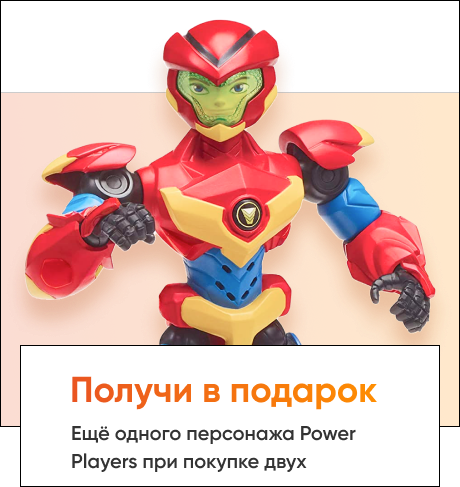 Получи в подарок
Ещё одного персонажа Power
Players при покупке двух